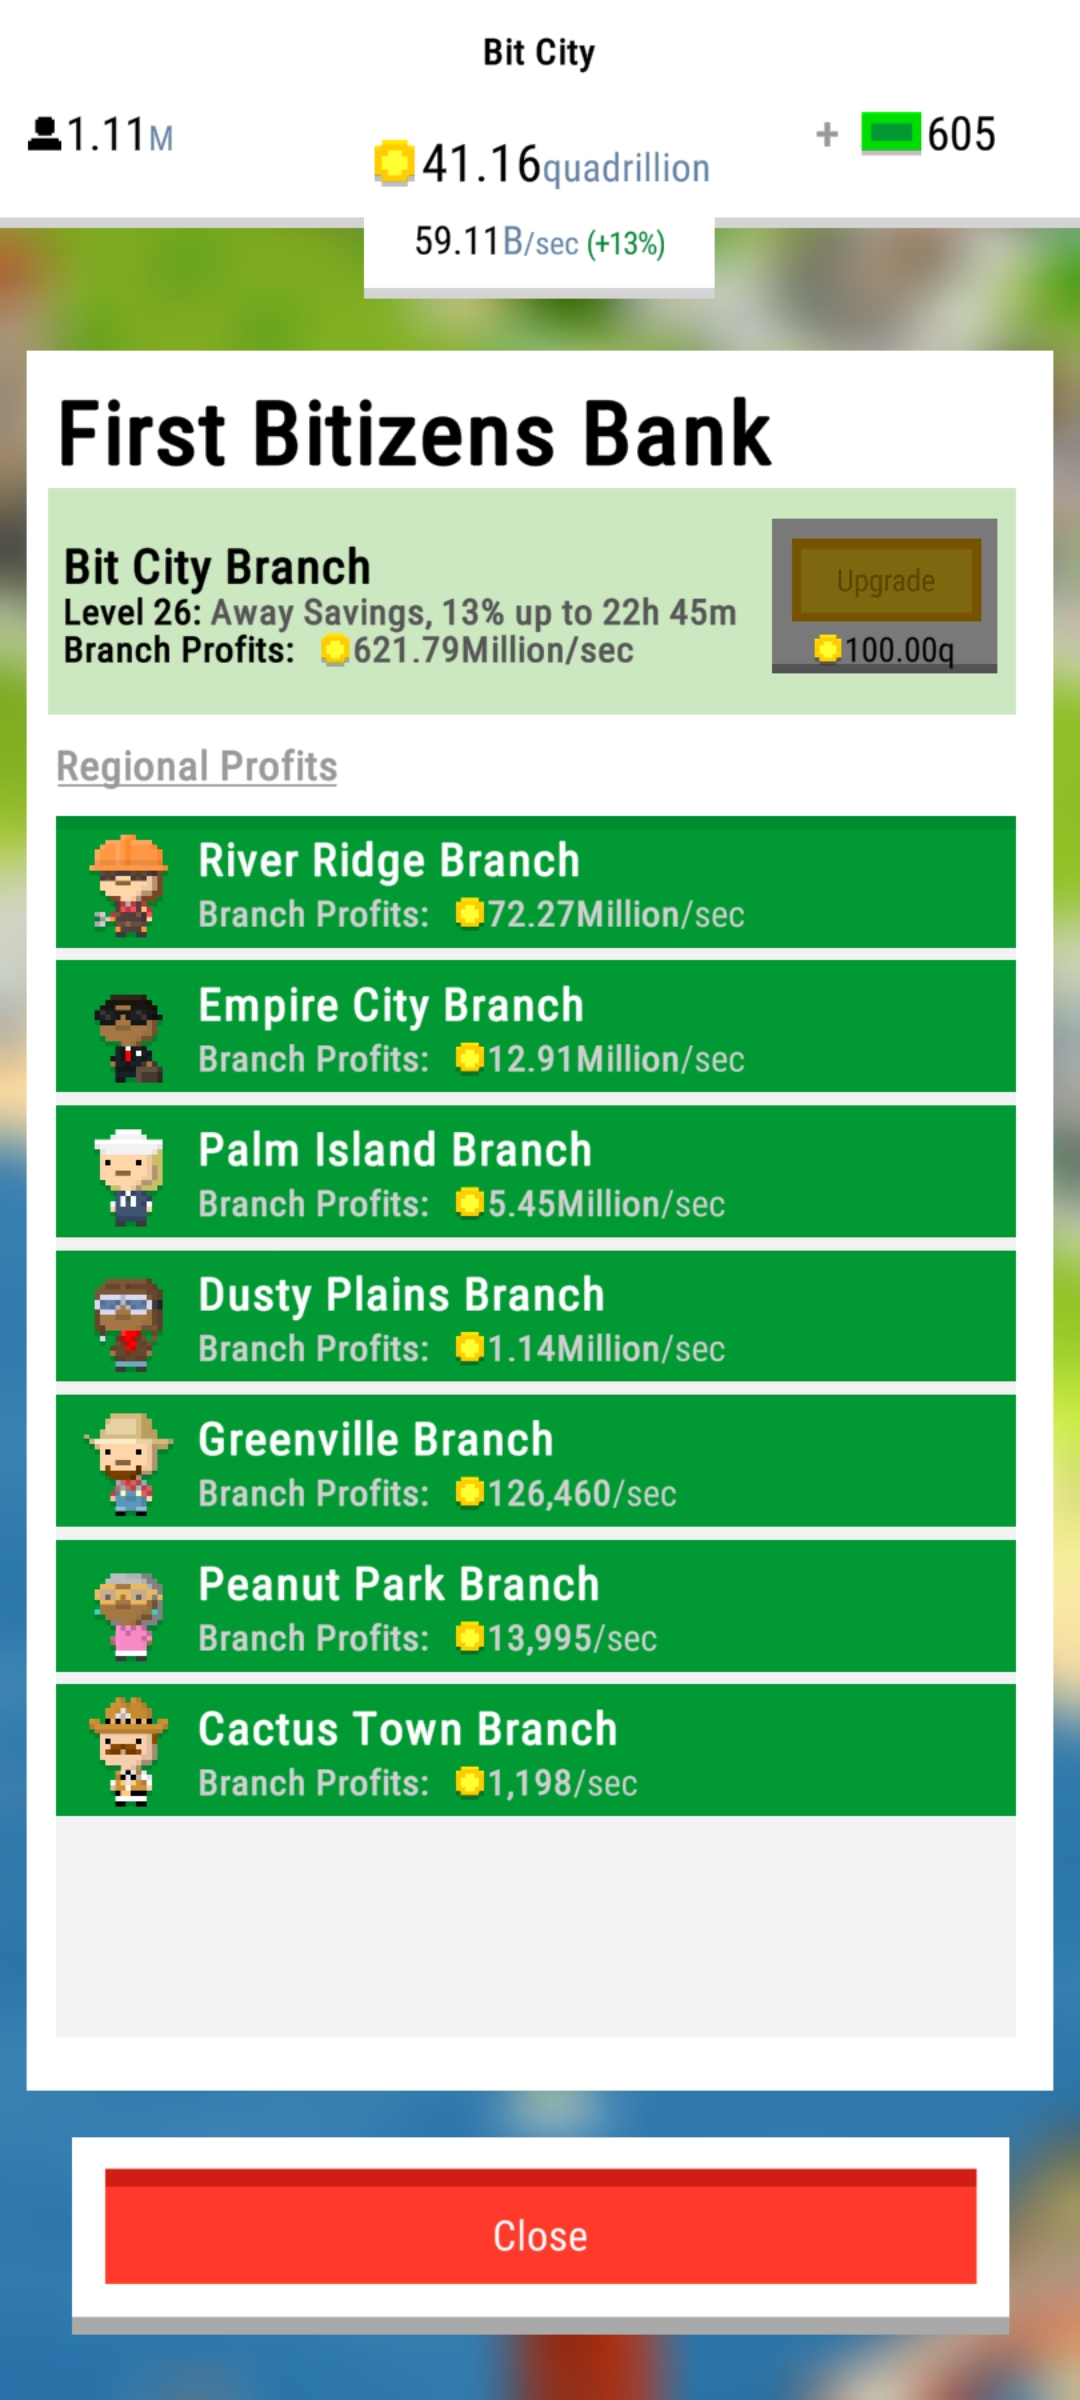 Bit City
1.11M
41.16quadrillion
+ 605
59.11B/sec (+13%)
First Bitizens Bank
Bit City Branch
Level 26: Away Savings, 13% up to 22h 45m
Branch Profits: 621.79Million/sec
Upgrade
100.00q
Regional Profits
River Ridge Branch
Branch Profits: 72.27Million/sec
Empire City Branch
Branch Profits: 12.91Million/sec
Palm Island Branch
Branch Profits: 5.45Million/sec
Dusty Plains Branch
Branch Profits: 1.14Million/sec
Greenville Branch
Branch Profits: 126,460/sec
Peanut Park Branch
Branch Profits: 13,995/sec
Cactus Town Branch
Branch Profits: 1,198/sec
Close